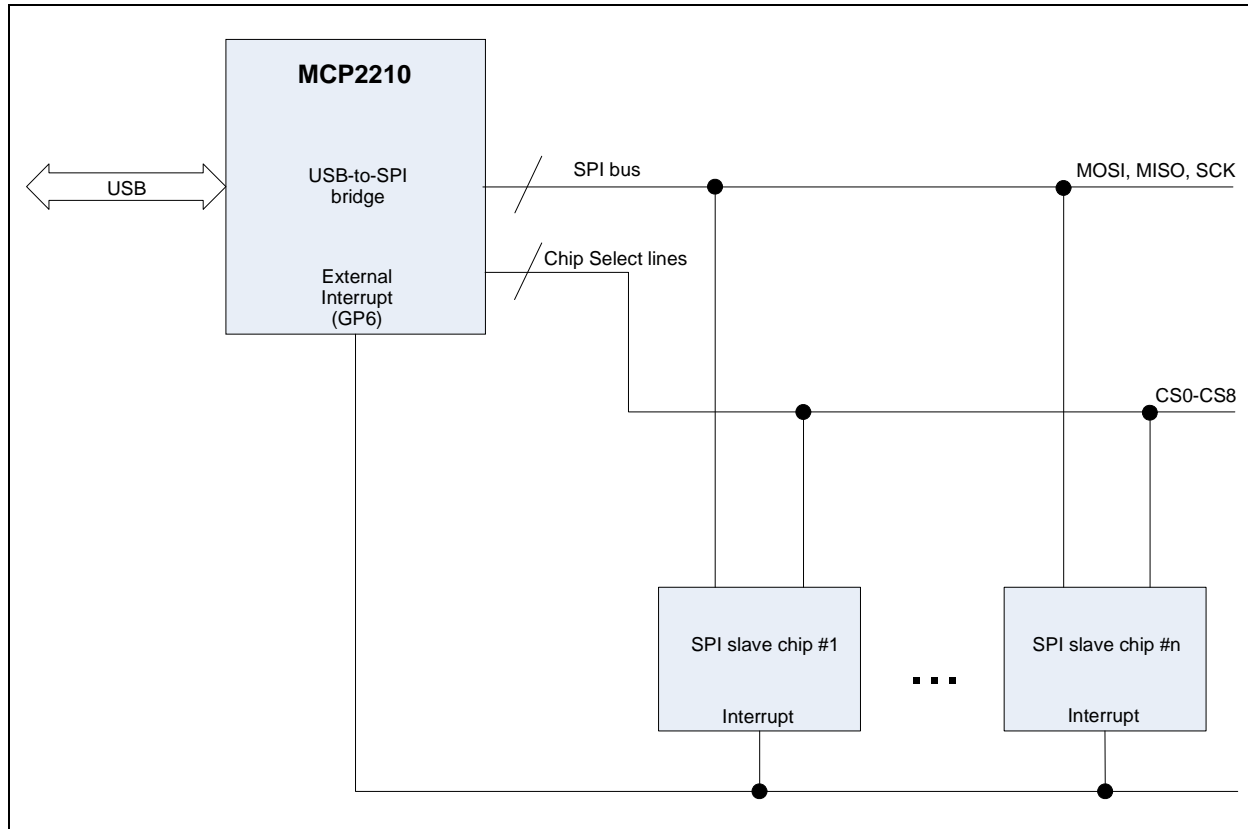 MCP2210
USB
USB-to-SPI
bridge
SPI bus
MOSI, MISO, SCK
Chip Select lines
External
Interrupt
(GP6)
CS0-CS8
SPI slave chip #1
SPI slave chip #n
Interrupt
Interrupt